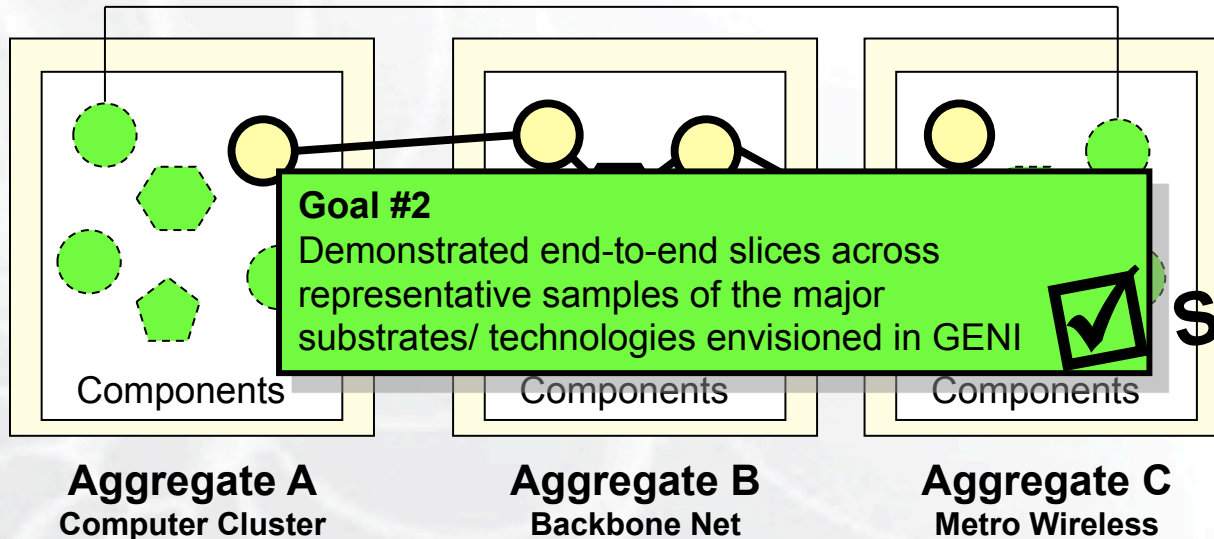 Goal #2
Demonstrated end-to-end slices across
representative samples of the major
substrates/ technologies envisioned in GENI
S
Components
Components
Components
Aggregate A
Computer Cluster
Aggregate B
Backbone Net
Aggregate C
Metro Wireless